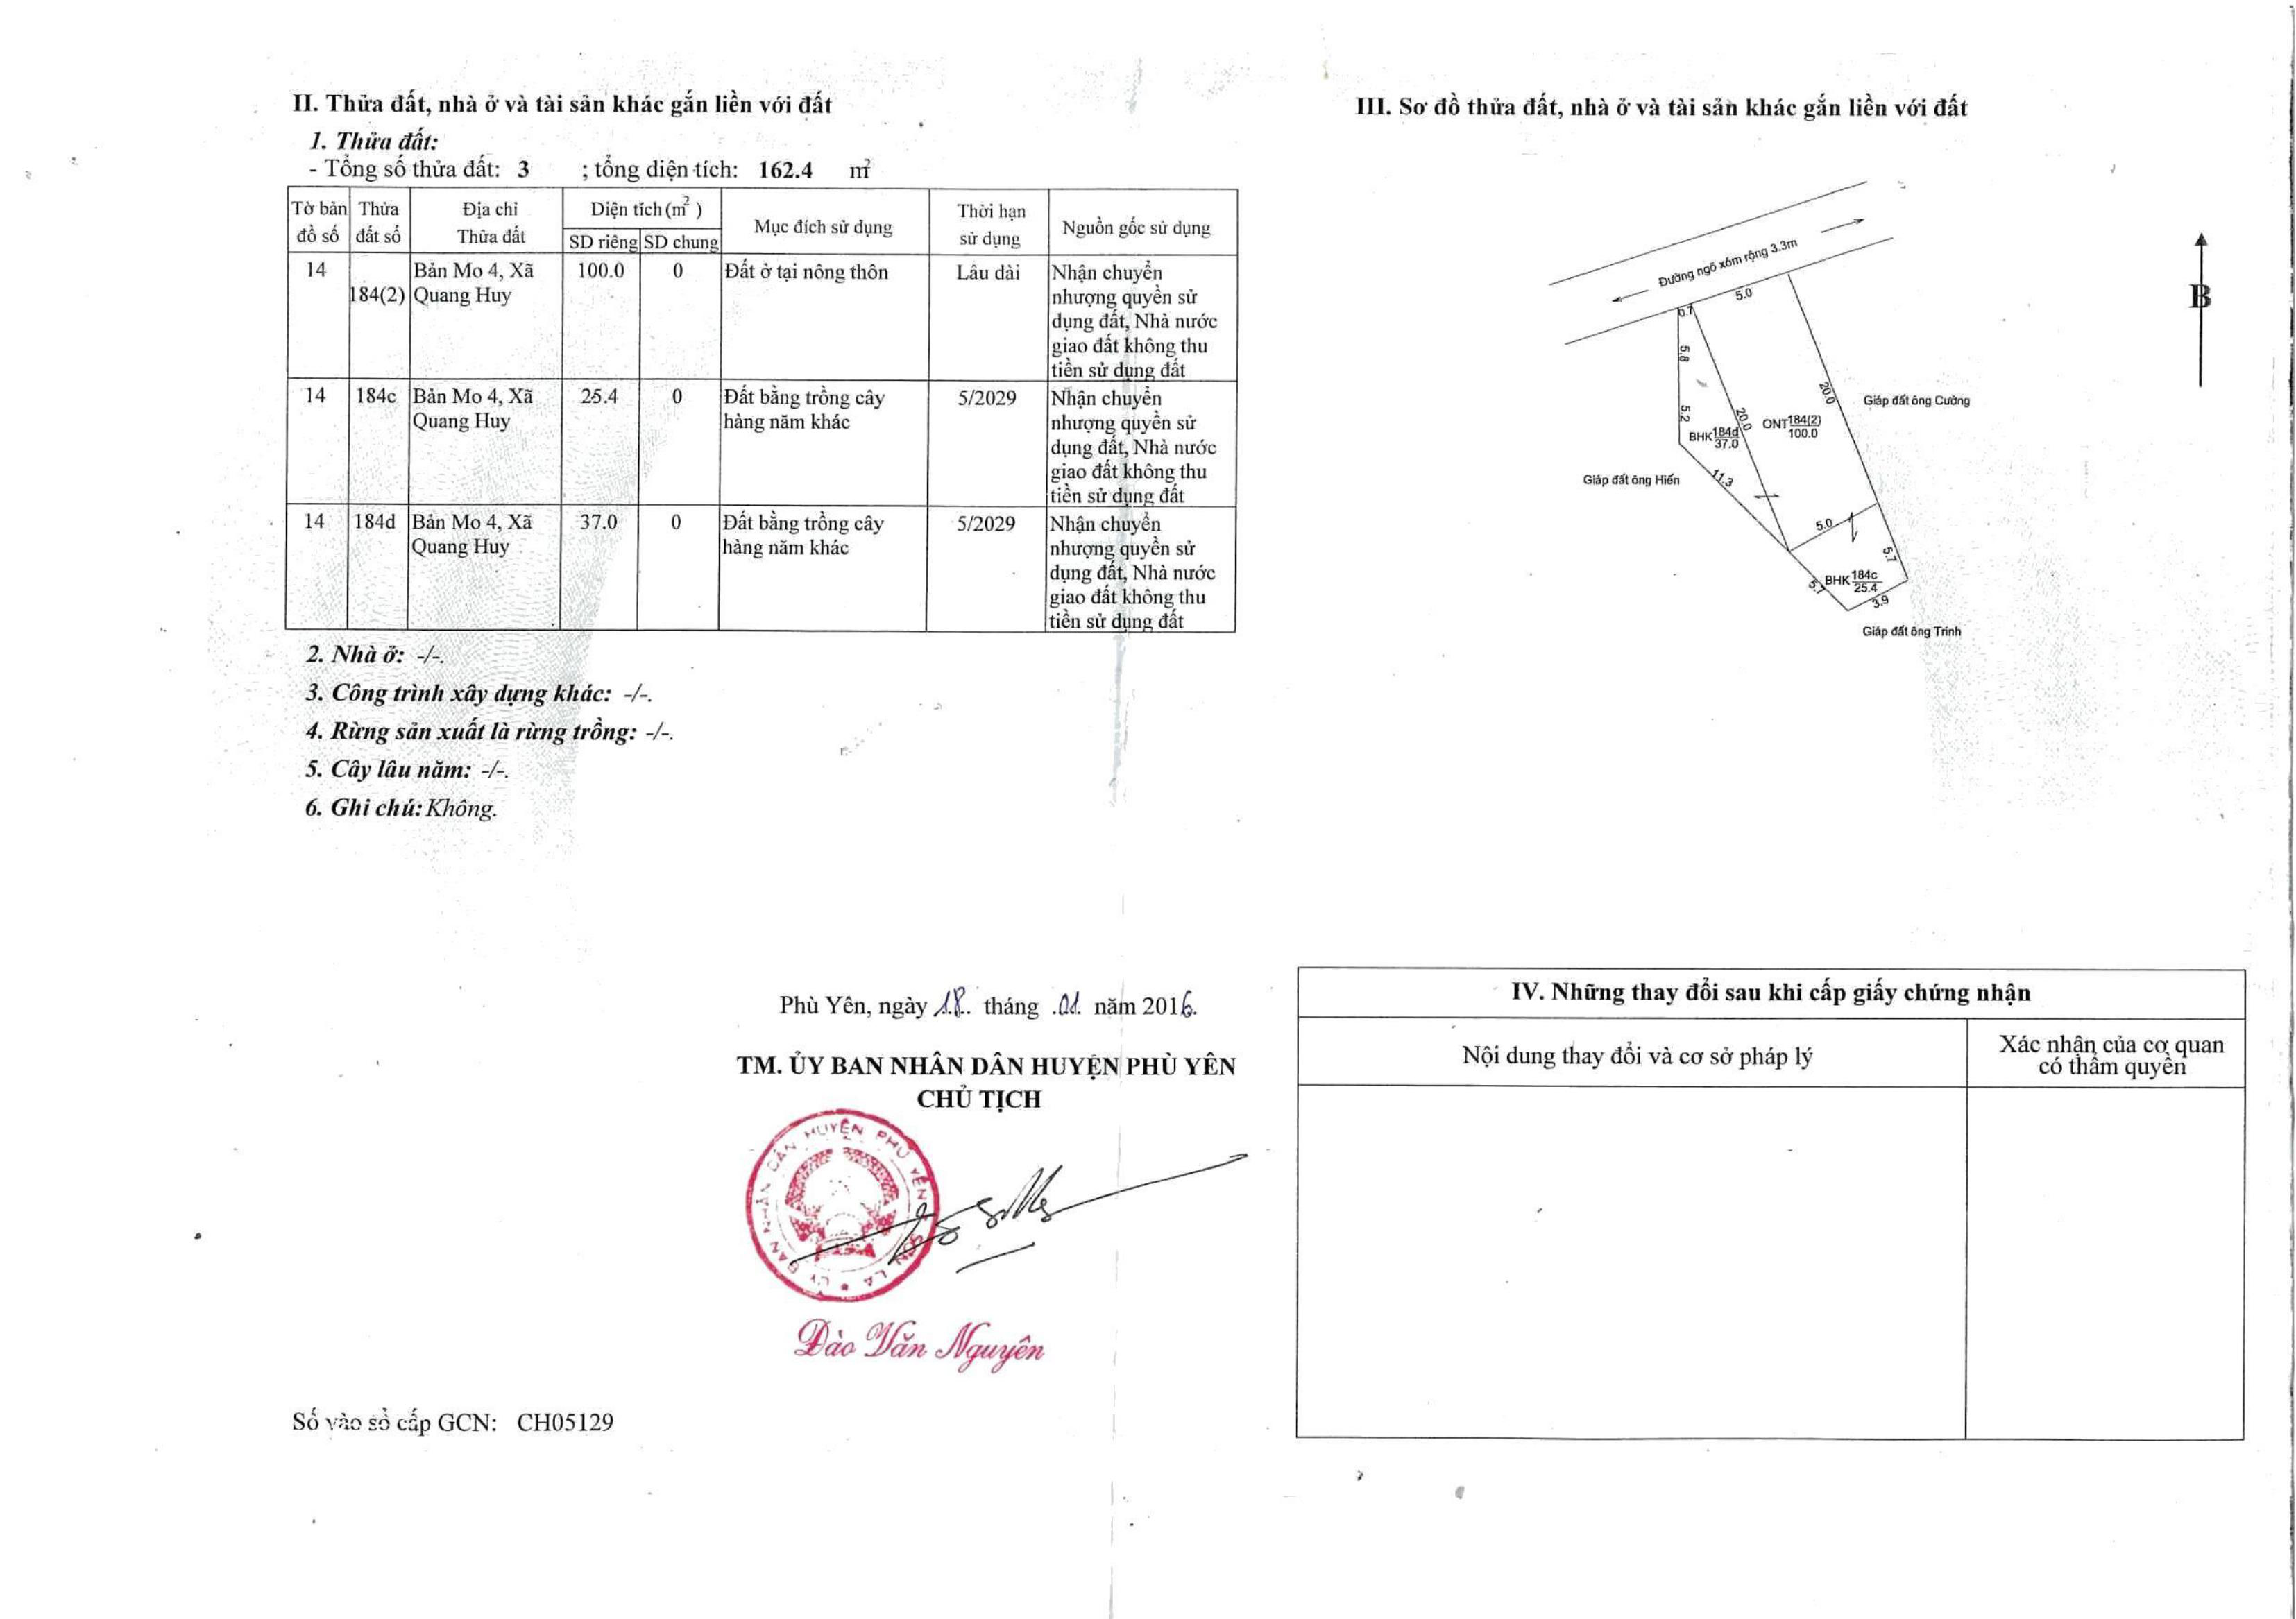 II. Thửa đất, nhà ở và tài sản khác gắn liền với đất
1. Thửa đất:
- Tổng số thửa đất: 3 ; tổng diện tích: 162.4 m²
Tờ bản đồ số | Thửa đất số | Địa chỉ Thửa đất | Diện tích (m²) | Mục đích sử dụng | Thời hạn sử dụng | Nguồn gốc sử dụng
SD riêng | SD chung
14 | 184(2) | Bản Mo 4, Xã Quang Huy | 100.0 | 0 | Đất ở tại nông thôn | Lâu dài | Nhận chuyển nhượng quyền sử dụng đất, Nhà nước giao đất không thu tiền sử dụng đất
14 | 184c | Bản Mo 4, Xã Quang Huy | 25.4 | 0 | Đất bằng trồng cây hàng năm khác | 5/2029 | Nhận chuyển nhượng quyền sử dụng đất, Nhà nước giao đất không thu tiền sử dụng đất
14 | 184d | Bản Mo 4, Xã Quang Huy | 37.0 | 0 | Đất bằng trồng cây hàng năm khác | 5/2029 | Nhận chuyển nhượng quyền sử dụng đất, Nhà nước giao đất không thu tiền sử dụng đất
2. Nhà ở: -/-.
3. Công trình xây dựng khác: -/-.
4. Rừng sản xuất là rừng trồng: -/-.
5. Cây lâu năm: -/-.
6. Ghi chú: Không.
Phù Yên, ngày 18. tháng .01. năm 2016.
TM. ỦY BAN NHÂN DÂN HUYỆN PHÙ YÊN
CHỦ TỊCH
ỦY BAN NHÂN DÂN HUYỆN PHÙ YÊN
SƠN LA
Đào Văn Nguyên
Số vào sổ cấp GCN: CH05129
III. Sơ đồ thửa đất, nhà ở và tài sản khác gắn liền với đất
Đường ngõ xóm rộng 3.3m
B
5.0
0.7
5.8
20.0
Giáp đất ông Cường
5.2
20.0
ONT 184(2)
100.0
BHK 184d
37.0
Giáp đất ông Hiến
11.3
5.0
5.7
BHK 184c
25.4
5.7
3.9
Giáp đất ông Trinh
IV. Những thay đổi sau khi cấp giấy chứng nhận
Nội dung thay đổi và cơ sở pháp lý | Xác nhận của cơ quan có thẩm quyền